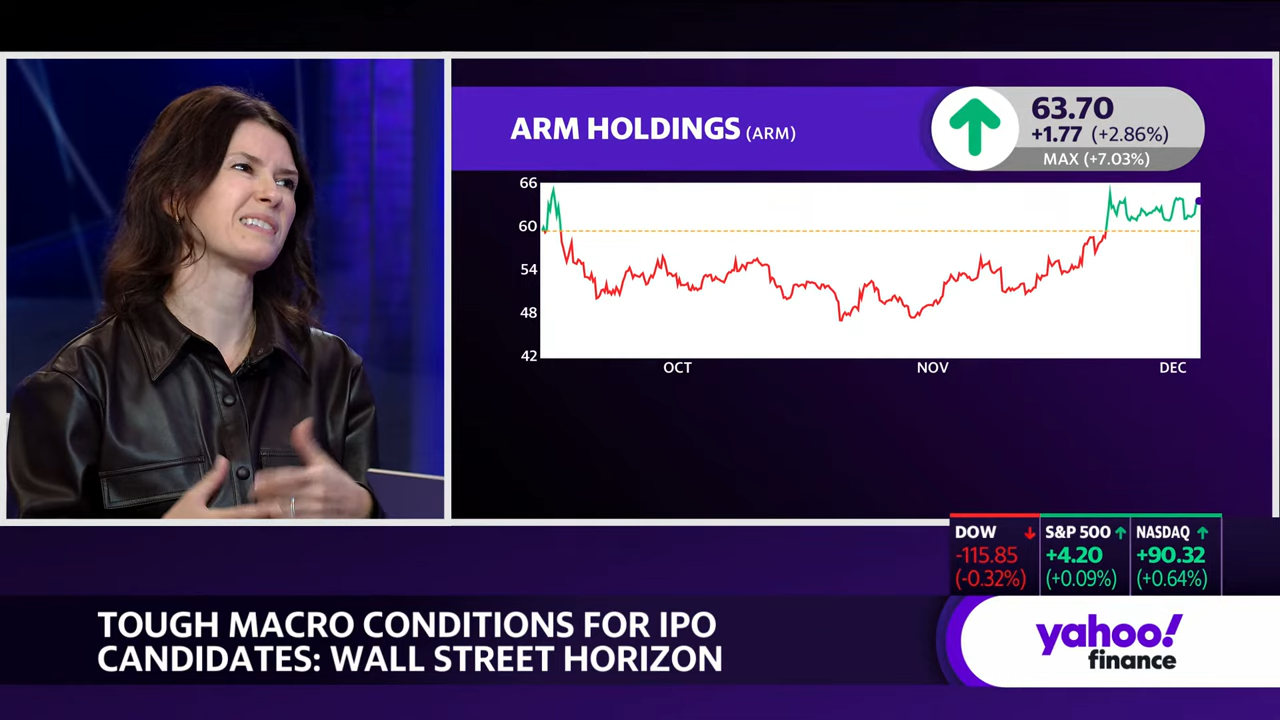 ARM HOLDINGS (ARM)
63.70
+1.77 (+2.86%)
MAX (+7.03%)
66
60
54
48
42
OCT NOV DEC
DOW S&P 500 NASDAQ
-115.85 +4.20 +90.32
(-0.32%) (+0.09%) (+0.64%)
TOUGH MACRO CONDITIONS FOR IPO
CANDIDATES: WALL STREET HORIZON
yahoo!
finance